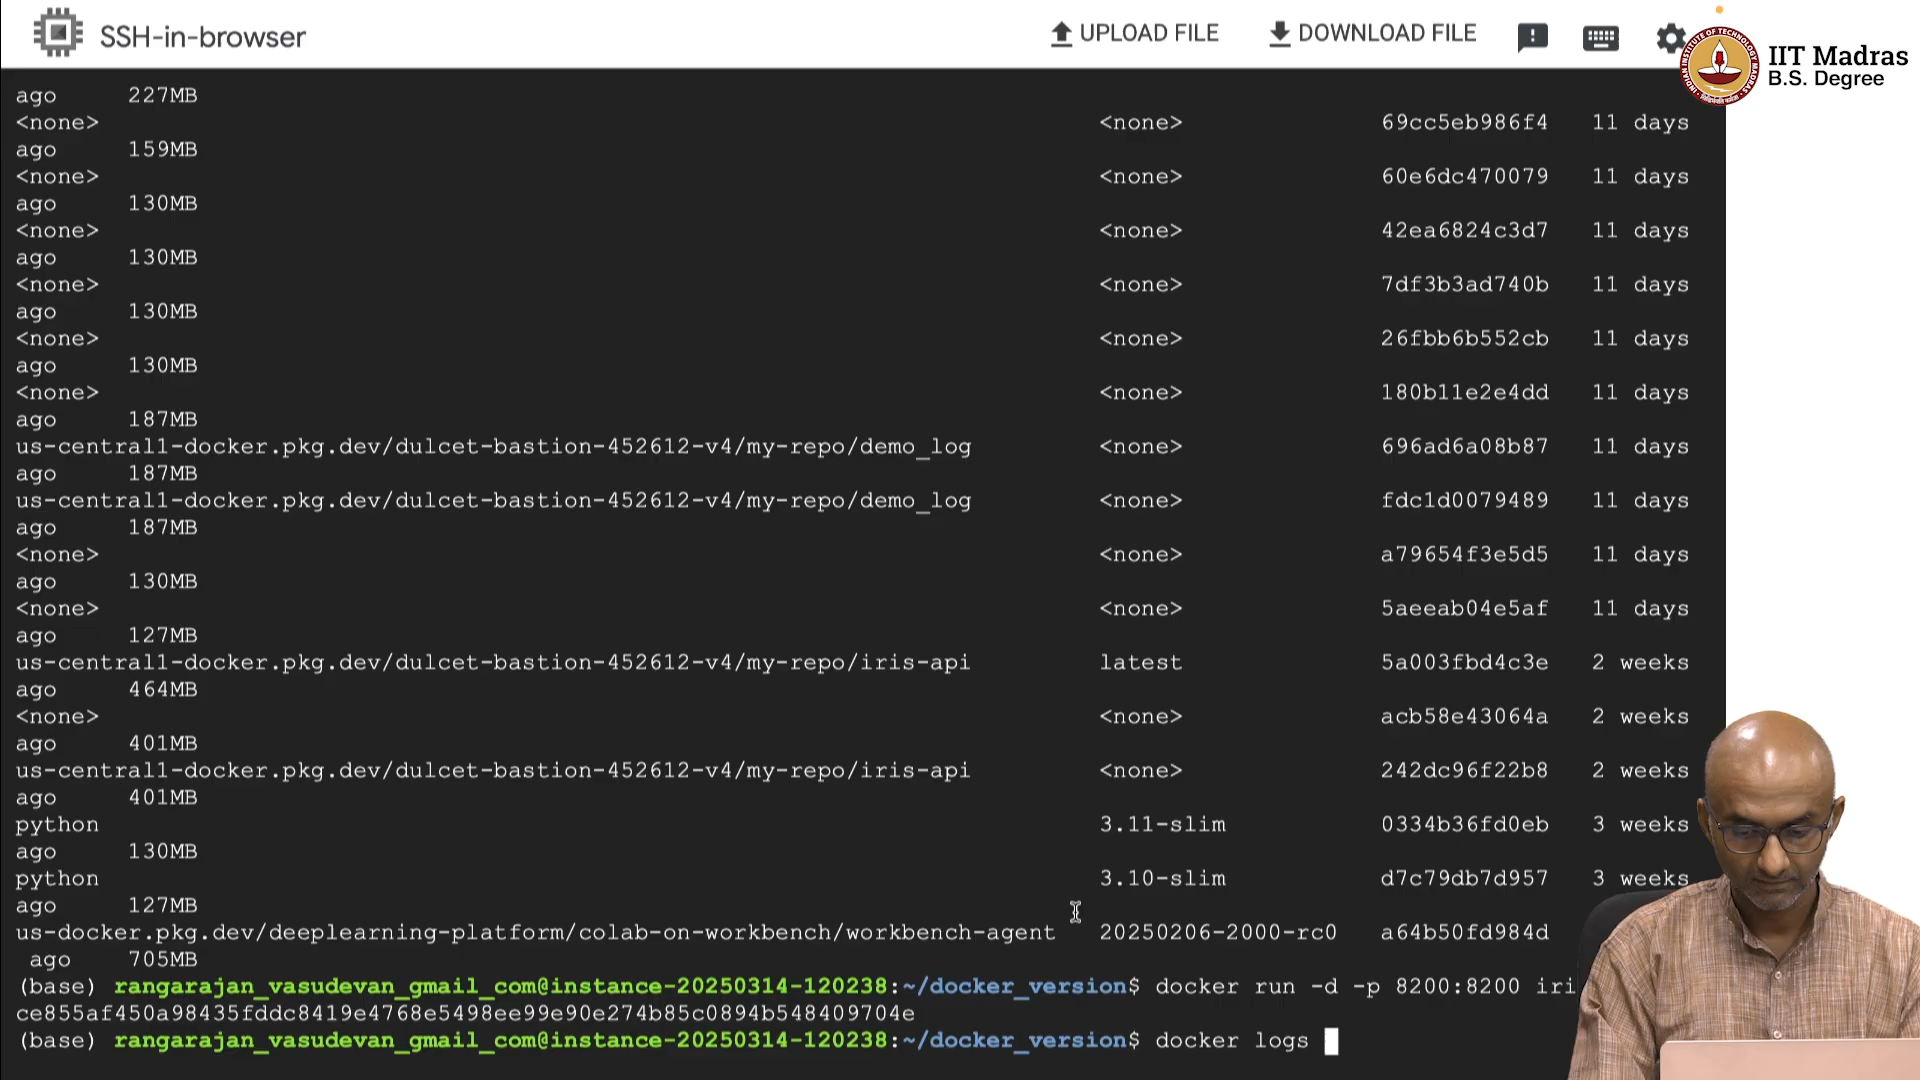 SSH-in-browser
UPLOAD FILE
DOWNLOAD FILE
IIT Madras
B.S. Degree
ago 227MB
<none> <none> 69cc5eb986f4 11 days
ago 159MB
<none> <none> 60e6dc470079 11 days
ago 130MB
<none> <none> 42ea6824c3d7 11 days
ago 130MB
<none> <none> 7df3b3ad740b 11 days
ago 130MB
<none> <none> 26fbb6b552cb 11 days
ago 130MB
<none> <none> 180b11e2e4dd 11 days
ago 187MB
us-central1-docker.pkg.dev/dulcet-bastion-452612-v4/my-repo/demo_log <none> 696ad6a08b87 11 days
ago 187MB
us-central1-docker.pkg.dev/dulcet-bastion-452612-v4/my-repo/demo_log <none> fdc1d0079489 11 days
ago 187MB
<none> <none> a79654f3e5d5 11 days
ago 130MB
<none> <none> 5aeeab04e5af 11 days
ago 127MB
us-central1-docker.pkg.dev/dulcet-bastion-452612-v4/my-repo/iris-api latest 5a003fbd4c3e 2 weeks
ago 464MB
<none> <none> acb58e43064a 2 weeks
ago 401MB
us-central1-docker.pkg.dev/dulcet-bastion-452612-v4/my-repo/iris-api <none> 242dc96f22b8 2 weeks
ago 401MB
python 3.11-slim 0334b36fd0eb 3 weeks
ago 130MB
python 3.10-slim d7c79db7d957 3 weeks
ago 127MB
us-docker.pkg.dev/deeplearning-platform/colab-on-workbench/workbench-agent 20250206-2000-rc0 a64b50fd984d
ago 705MB
(base) rangarajan_vasudevan_gmail_com@instance-20250314-120238:~/docker_version$ docker run -d -p 8200:8200 iri
ce855af450a98435fddc8419e4768e5498ee99e90e274b85c0894b548409704e
(base) rangarajan_vasudevan_gmail_com@instance-20250314-120238:~/docker_version$ docker logs